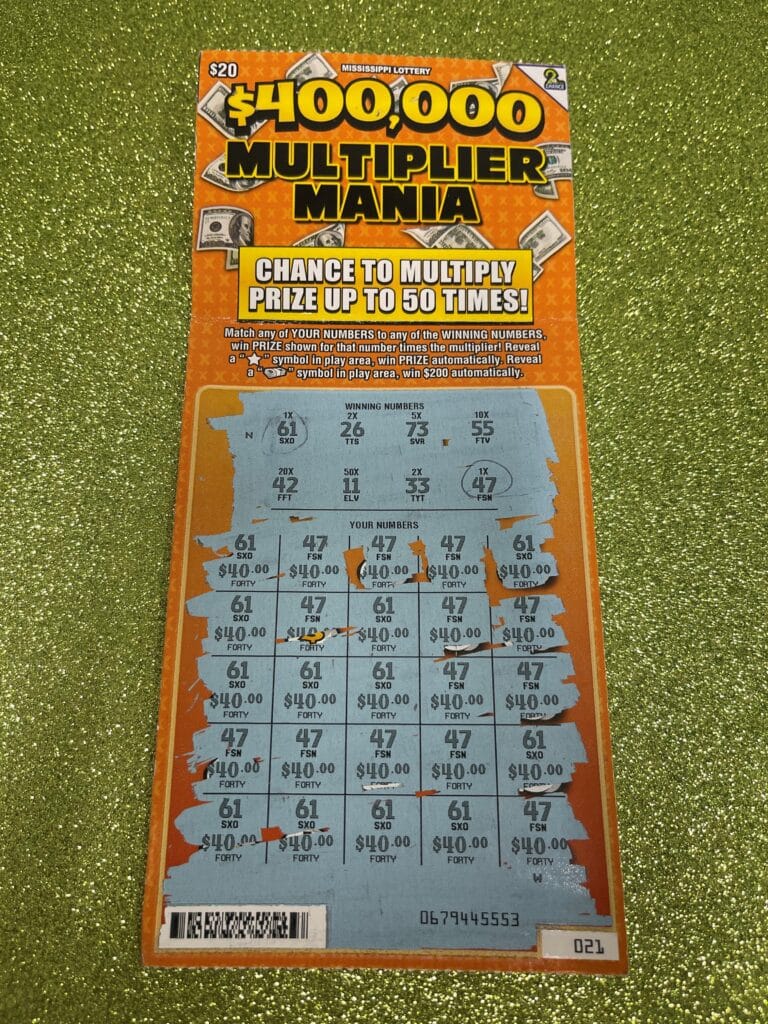 $20
MISSISSIPPI LOTTERY
2ND CHANCE
$400,000
MULTIPLIER
MANIA
CHANCE TO MULTIPLY
PRIZE UP TO 50 TIMES!
Match any of YOUR NUMBERS to any of the WINNING NUMBERS,
win PRIZE shown for that number times the multiplier! Reveal
a "★" symbol in play area, win PRIZE automatically. Reveal
a " " symbol in play area, win $200 automatically.
WINNING NUMBERS
1X 2X 5X 10X
N 61 26 73 55
SXO TTS SVR FTV
20X 50X 2X 1X
42 11 33 47
FFT ELV TYT FSN
YOUR NUMBERS
61 47 47 47 61
SXO FSN FSN FSN SXO
$40.00 $40.00 $40.00 $40.00 $40.00
FORTY FORTY FORTY FORTY FORTY
61 47 61 47 47
SXO FSN SXO FSN FSN
$40.00 $40.00 $40.00 $40.00 $40.00
FORTY FORTY FORTY FORTY FORTY
61 61 61 47 47
SXO SXO SXO FSN FSN
$40.00 $40.00 $40.00 $40.00 $40.00
FORTY FORTY FORTY FORTY FORTY
47 47 47 47 61
FSN FSN FSN FSN SXO
$40.00 $40.00 $40.00 $40.00 $40.00
FORTY FORTY FORTY FORTY FORTY
61 61 61 61 47
SXO SXO SXO SXO FSN
$40.00 $40.00 $40.00 $40.00 $40.00
FORTY FORTY FORTY FORTY FORTY
W
0679445553
021